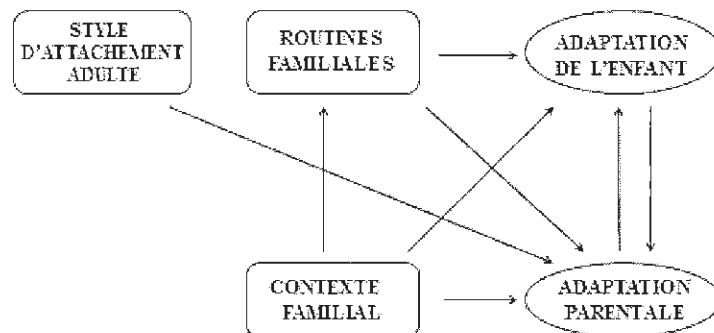 STYLE
D'ATTACHEMENT
ADULTE
ROUTINES
FAMILIALES
ADAPTATION
DE L'ENFANT
CONTEXTE
FAMILIAL
ADAPTATION
PARENTALE